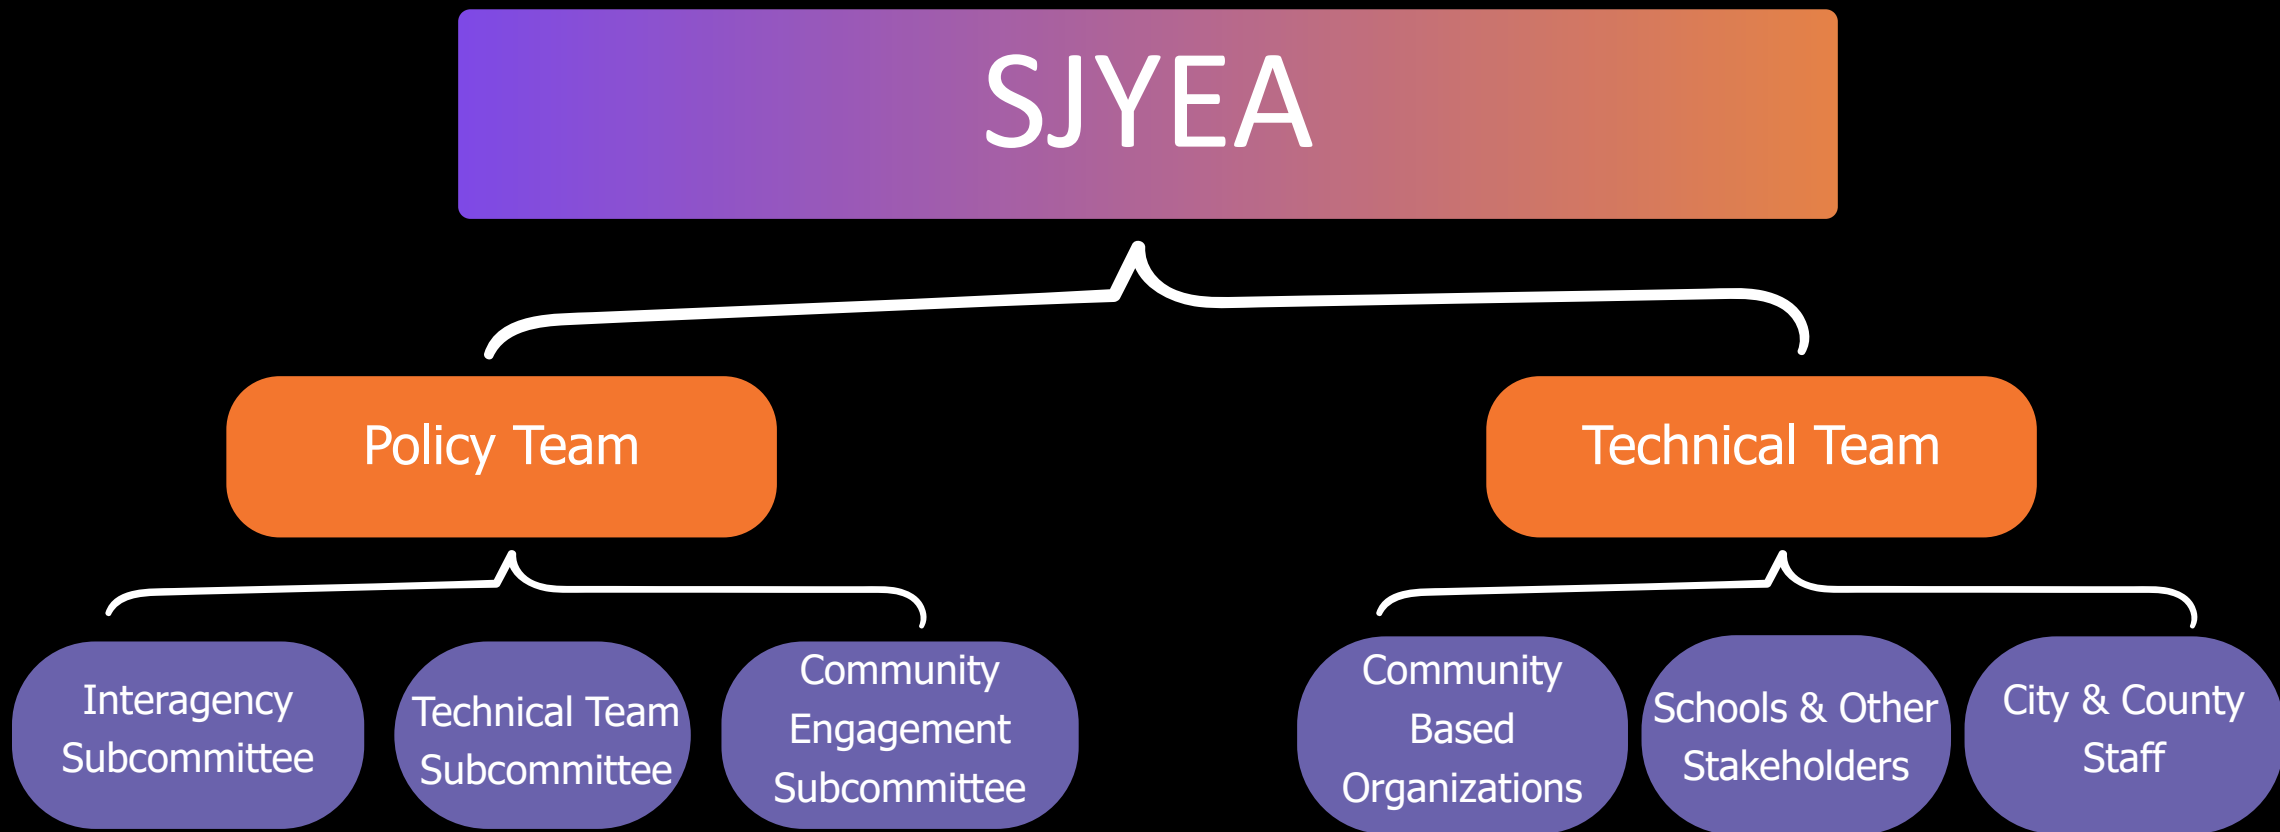 SJYEA
Policy Team
Technical Team
Interagency
Subcommittee
Technical Team
Subcommittee
Community
Engagement
Subcommittee
Community
Based
Organizations
Schools & Other
Stakeholders
City & County
Staff